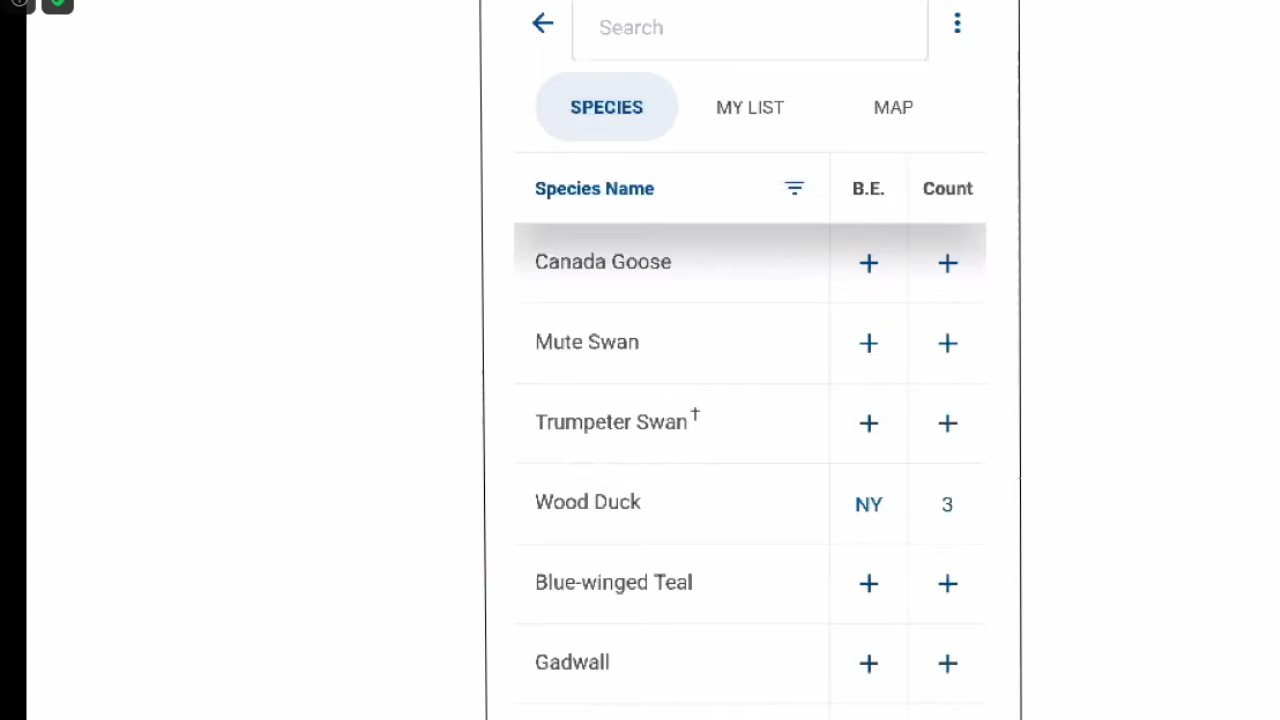 Search
SPECIES MY LIST MAP
Species Name B.E. Count
Canada Goose + +
Mute Swan + +
Trumpeter Swan† + +
Wood Duck NY 3
Blue-winged Teal + +
Gadwall + +